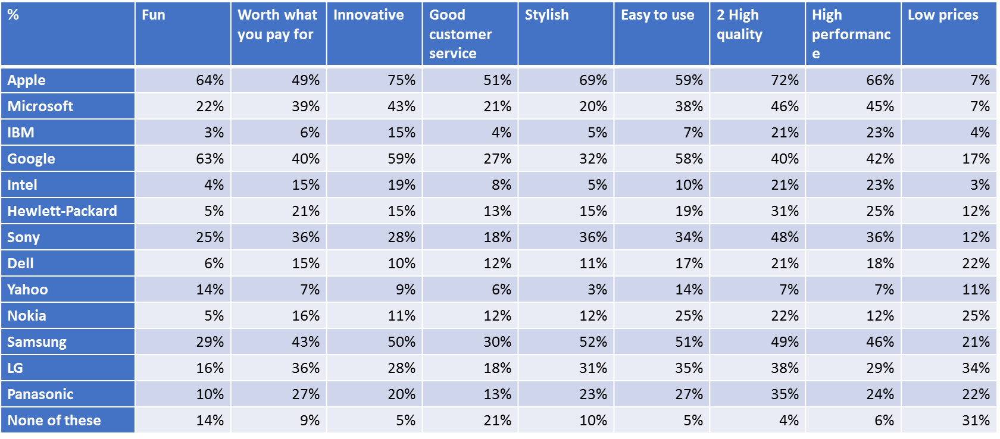 % Fun Worth what you pay for Innovative Good customer service Stylish Easy to use 2 High quality High performanc e Low prices
Apple 64% 49% 75% 51% 69% 59% 72% 66% 7%
Microsoft 22% 39% 43% 21% 20% 38% 46% 45% 7%
IBM 3% 6% 15% 4% 5% 7% 21% 23% 4%
Google 63% 40% 59% 27% 32% 58% 40% 42% 17%
Intel 4% 15% 19% 8% 5% 10% 21% 23% 3%
Hewlett-Packard 5% 21% 15% 13% 15% 19% 31% 25% 12%
Sony 25% 36% 28% 18% 36% 34% 48% 36% 12%
Dell 6% 15% 10% 12% 11% 17% 21% 18% 22%
Yahoo 14% 7% 9% 6% 3% 14% 7% 7% 11%
Nokia 5% 16% 11% 12% 12% 25% 22% 12% 25%
Samsung 29% 43% 50% 30% 52% 51% 49% 46% 21%
LG 16% 36% 28% 18% 31% 35% 38% 29% 34%
Panasonic 10% 27% 20% 13% 23% 27% 35% 24% 22%
None of these 14% 9% 5% 21% 10% 5% 4% 6% 31%